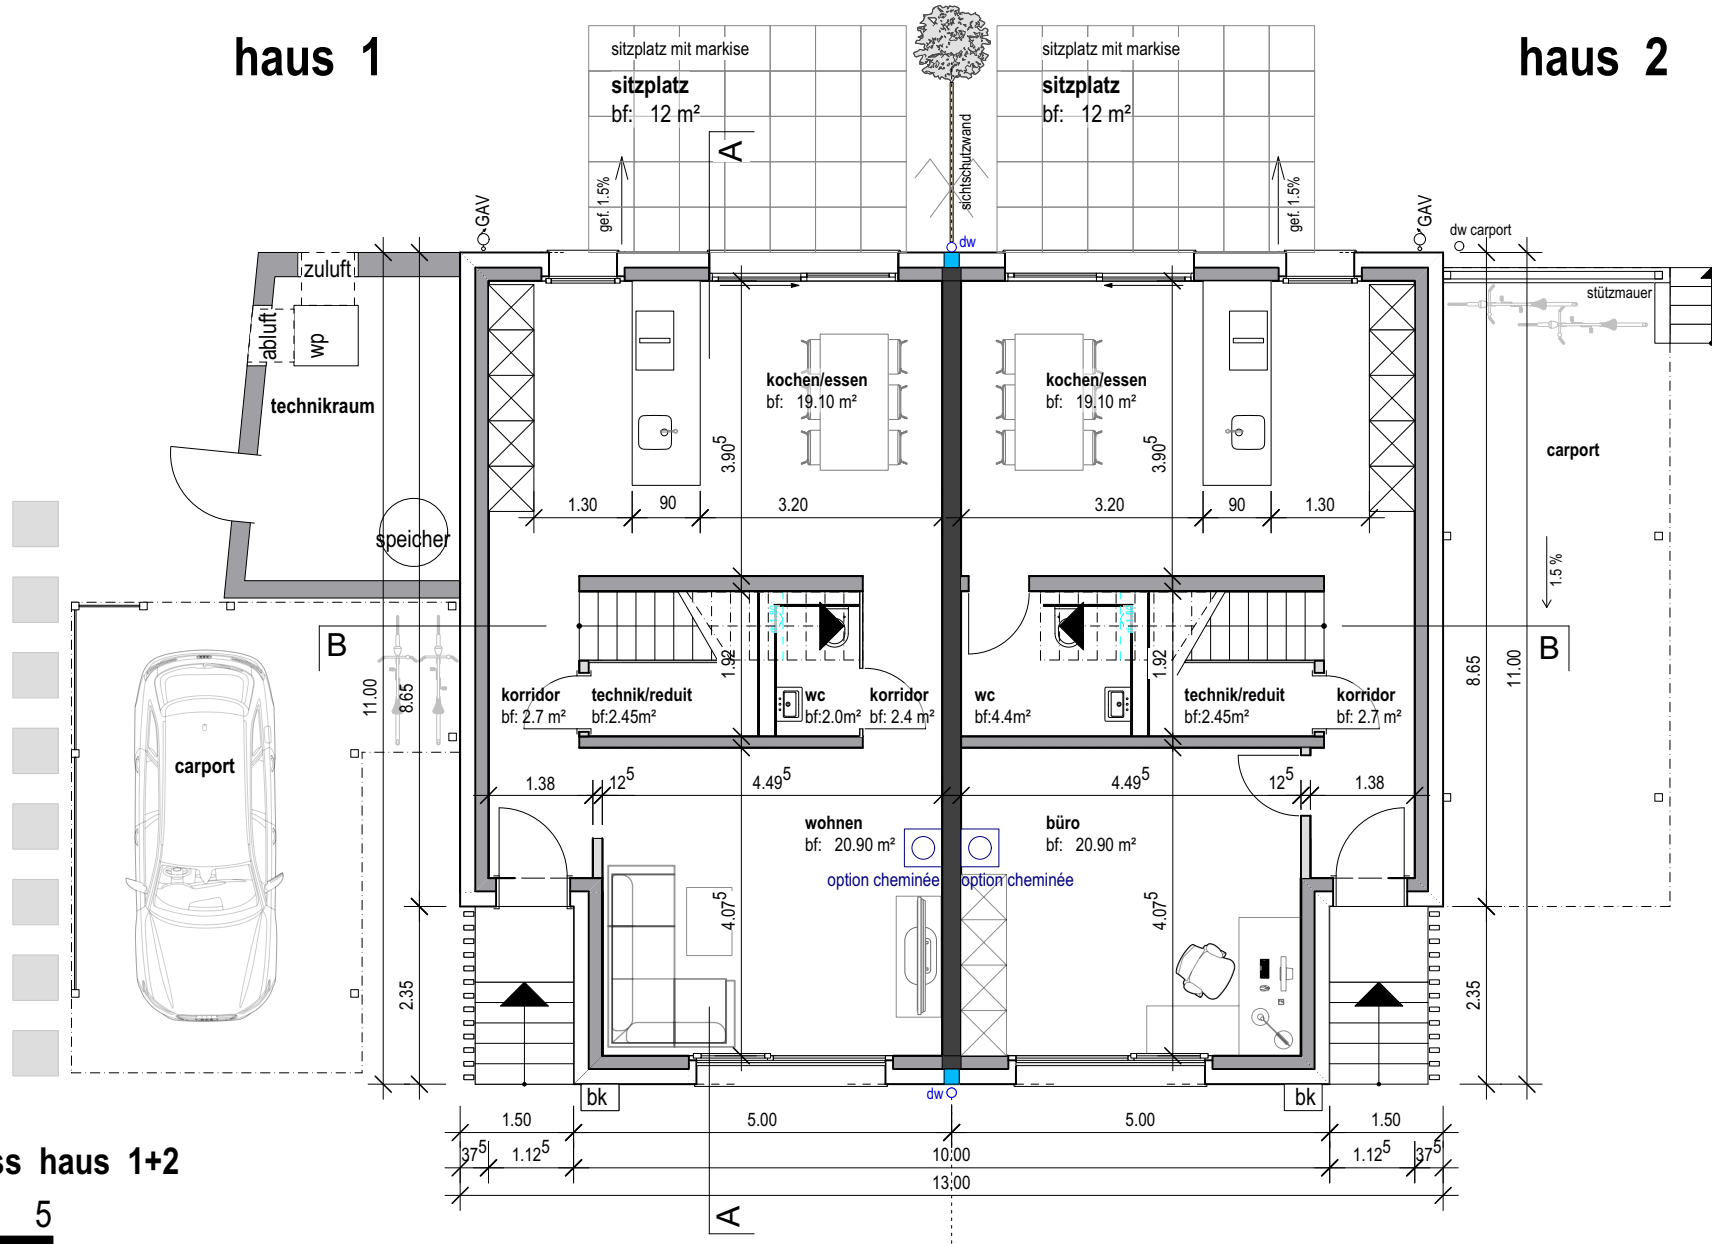 haus 1
haus 2
sitzplatz mit markise
sitzplatz
bf: 12 m²
sitzplatz mit markise
sitzplatz
bf: 12 m²
A
sichtschutzwand
gef. 1.5%
gef. 1.5%
GAV
GAV
dw
dw carport
zuluft
abluft
wp
technikraum
speicher
stützmauer
kochen/essen
bf: 19.10 m²
kochen/essen
bf: 19.10 m²
carport
3.90⁵
3.90⁵
1.30
90
3.20
3.20
90
1.30
1.5 %
B
B
1.92
1.92
11.00
8.65
8.65
11.00
korridor
bf: 2.7 m²
technik/reduit
bf:2.45m²
wc
bf:2.0m²
korridor
bf: 2.4 m²
wc
bf:4.4m²
technik/reduit
bf:2.45m²
korridor
bf: 2.7 m²
carport
1.38
12⁵
4.49⁵
4.49⁵
12⁵
1.38
wohnen
bf: 20.90 m²
büro
bf: 20.90 m²
option cheminée
option cheminée
4.07⁵
4.07⁵
2.35
2.35
bk
dw
bk
1.50
5.00
5.00
1.50
37⁵
1.12⁵
10.00
1.12⁵
37⁵
13.00
A
ss haus 1+2
5